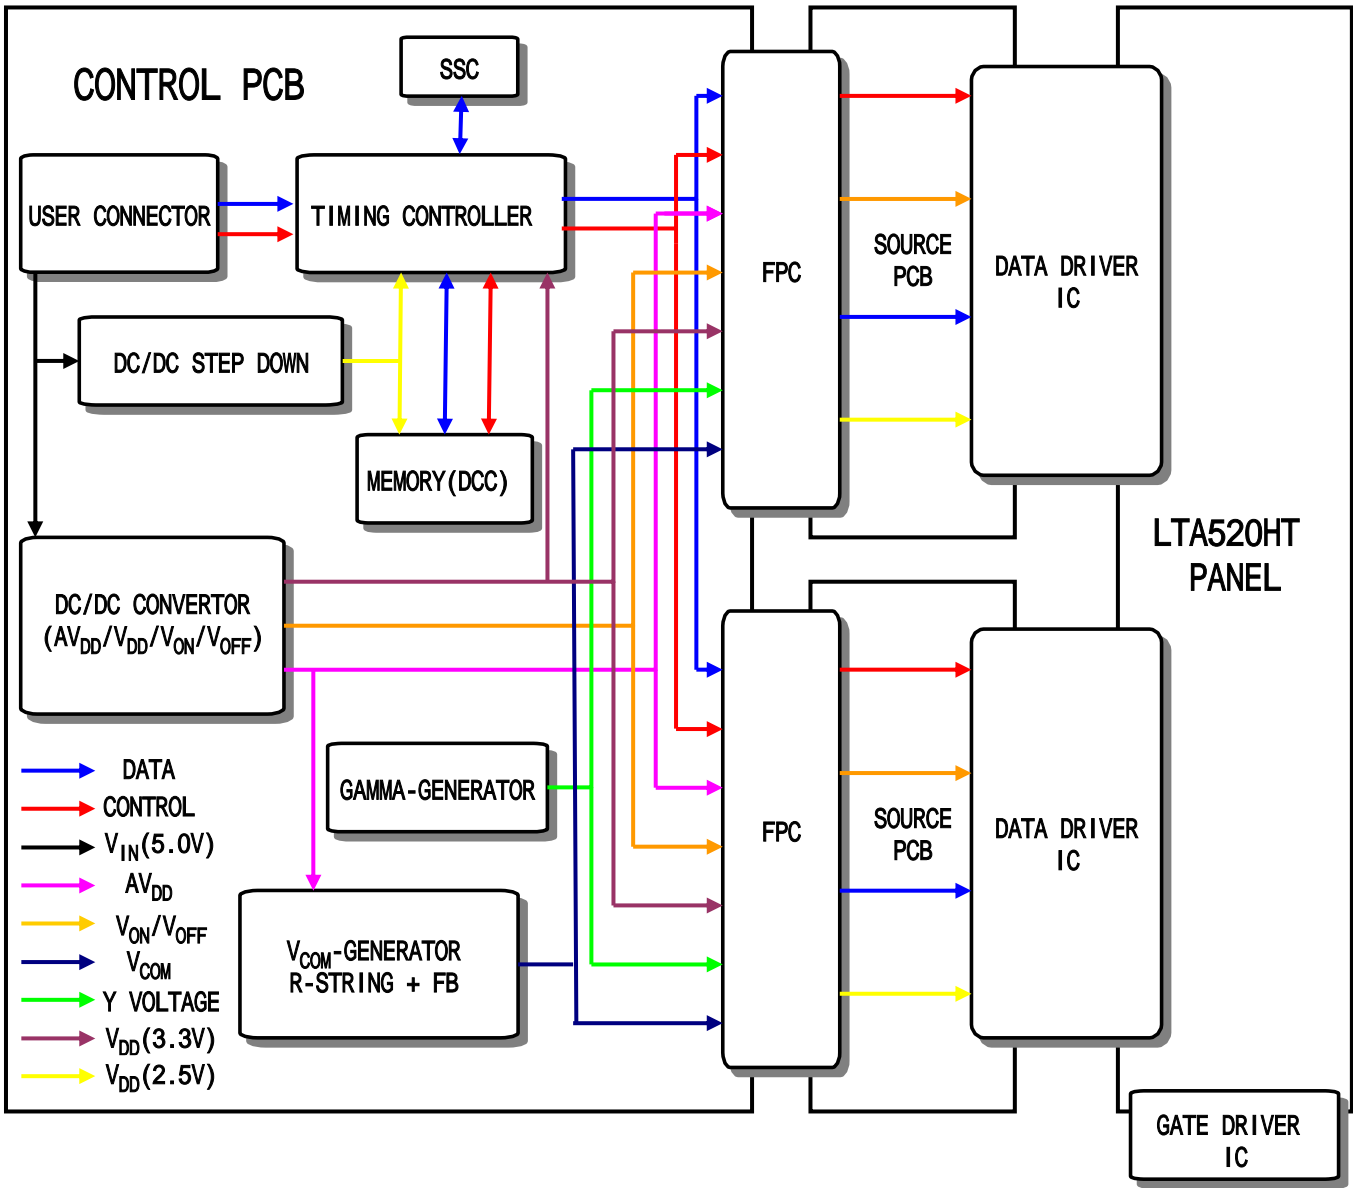 CONTROL PCB
SSC
USER CONNECTOR
TIMING CONTROLLER
DC/DC STEP DOWN
MEMORY(DCC)
DC/DC CONVERTOR
(AVDD/VDD/VON/VOFF)
GAMMA-GENERATOR
VCOM-GENERATOR
R-STRING + FB
DATA
CONTROL
VIN(5.0V)
AVDD
VON/VOFF
VCOM
Y VOLTAGE
VDD(3.3V)
VDD(2.5V)
FPC
SOURCE
PCB
DATA DRIVER
IC
FPC
SOURCE
PCB
DATA DRIVER
IC
LTA520HT
PANEL
GATE DRIVER
IC